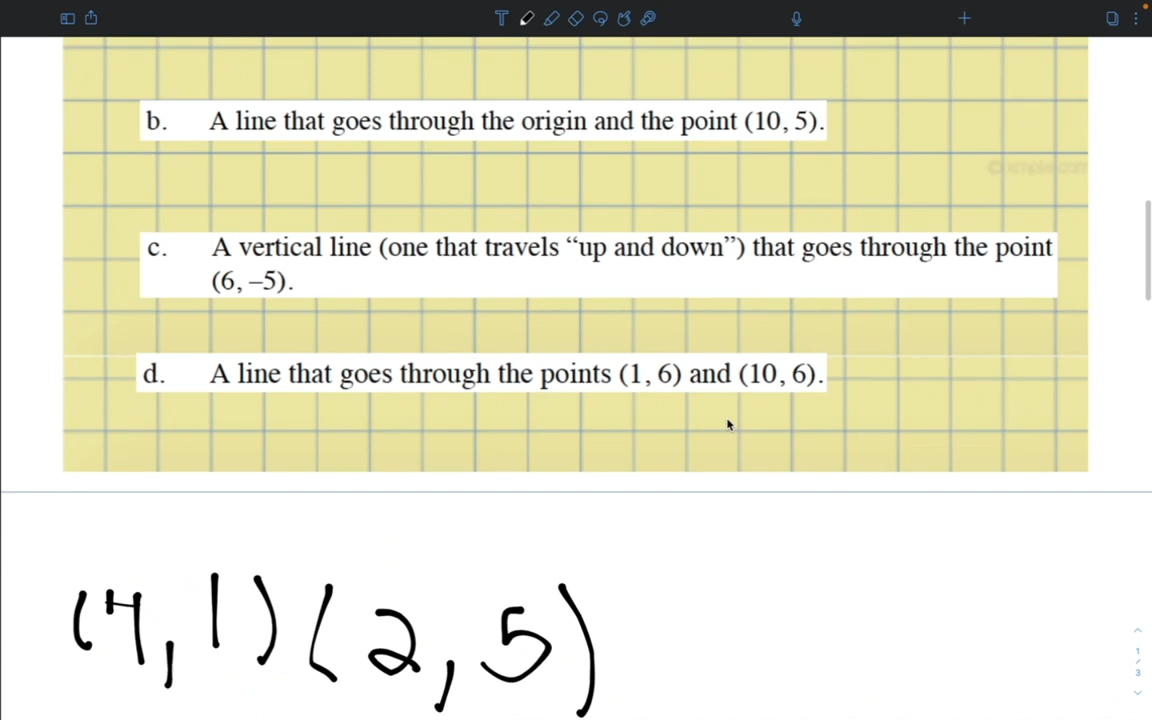 b. A line that goes through the origin and the point (10, 5).
c. A vertical line (one that travels “up and down”) that goes through the point
(6, –5).
d. A line that goes through the points (1, 6) and (10, 6).
(4, 1) (2, 5)
1
/
3